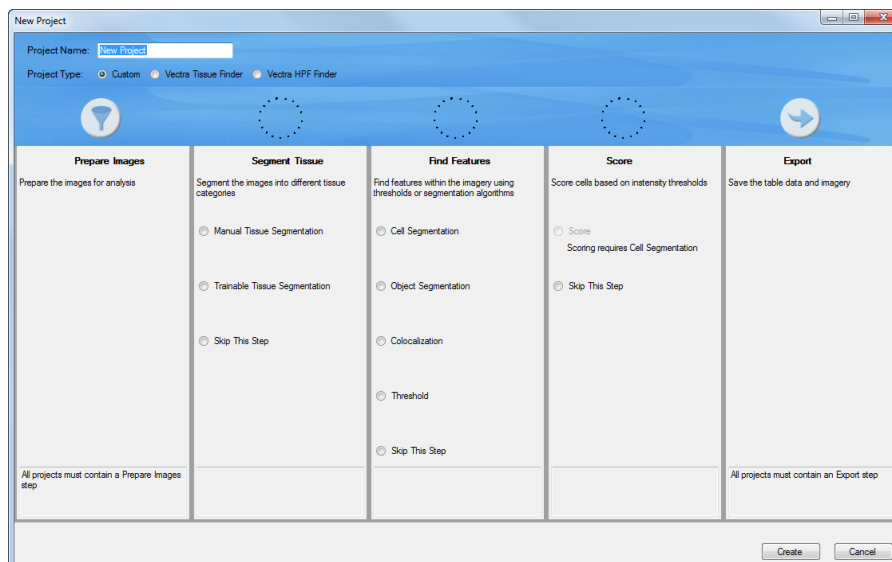 New Project
Project Name: New Project
Project Type: Custom Vectra Tissue Finder Vectra HPF Finder
Prepare Images
Prepare the images for analysis
All projects must contain a Prepare Images
step
Segment Tissue
Segment the images into different tissue
categories
Manual Tissue Segmentation
Trainable Tissue Segmentation
Skip This Step
Find Features
Find features within the imagery using
thresholds or segmentation algorithms
Cell Segmentation
Object Segmentation
Colocalization
Threshold
Skip This Step
Score
Score cells based on instensity thresholds
Score
Scoring requires Cell Segmentation
Skip This Step
Export
Save the table data and imagery
All projects must contain an Export step
Create Cancel